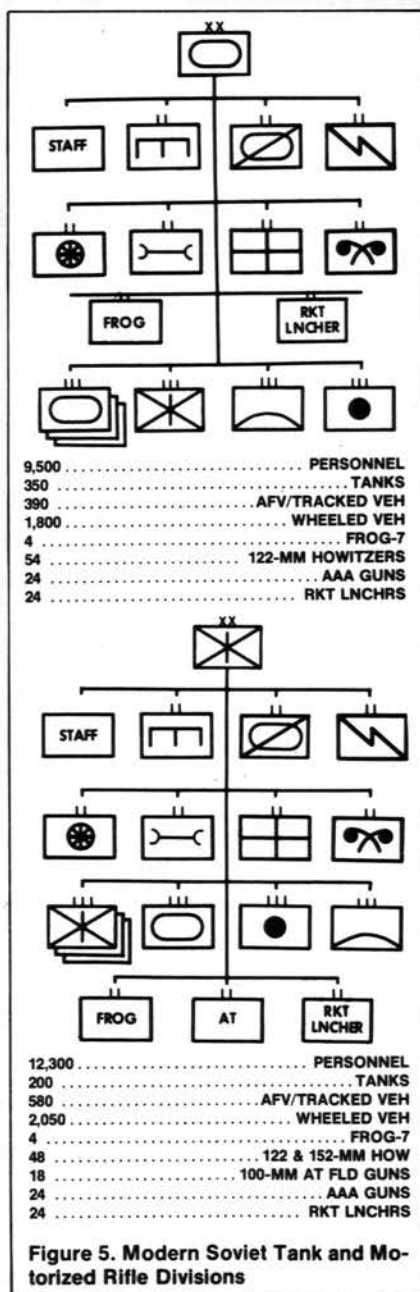 XX
STAFF
FROG
RKT
LNCHER
9,500 .......................... PERSONNEL
350 ................................ TANKS
390 .................. AFV/TRACKED VEH
1,800 ........................ WHEELED VEH
4 ................................ FROG-7
54 .................. 122-MM HOWITZERS
24 ............................ AAA GUNS
24 ........................ RKT LNCHRS
XX
STAFF
FROG
AT
RKT
LNCHER
12,300 ........................ PERSONNEL
200 ................................ TANKS
580 .................. AFV/TRACKED VEH
2,050 ........................ WHEELED VEH
4 ................................ FROG-7
48 .................. 122 & 152-MM HOW
18 ............ 100-MM AT FLD GUNS
24 ............................ AAA GUNS
24 ........................ RKT LNCHRS
Figure 5. Modern Soviet Tank and Mo-
torized Rifle Divisions